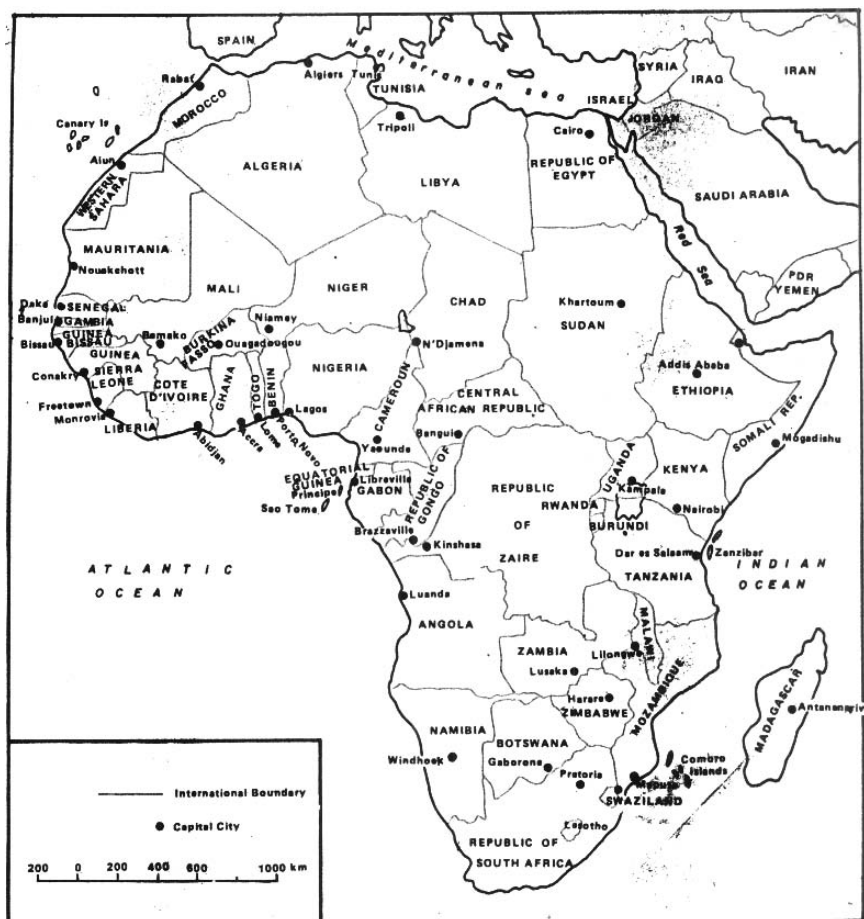 SPAIN
Mediterranean sea
SYRIA
IRAQ
IRAN
Rabat
Algiers
Tunis
TUNISIA
ISRAEL
JORDAN
MOROCCO
Canary Is
Tripoli
Cairo
Aiun
ALGERIA
LIBYA
REPUBLIC OF
EGYPT
SAUDI ARABIA
WESTERN
SAHARA
Red Sea
MAURITANIA
Nouakchott
MALI
NIGER
CHAD
PDR
YEMEN
Khartoum
SUDAN
SENEGAL
Banjul
GAMBIA
GUINEA
Bissau
BISSAU
Bamako
BURKINA
FASSO
Niamey
Ouagadougou
N'Djamena
GUINEA
Conakry
SIERRA
LEONE
COTE
D'IVOIRE
GHANA
TOGO
BENIN
NIGERIA
CAMEROUN
CENTRAL
AFRICAN REPUBLIC
Addis Ababa
ETHIOPIA
SOMALI REP.
Freetown
Monrovia
LIBERIA
Abidjan
Accra
Lome
Porto Novo
Lagos
Yaounde
Bangui
Mogadishu
EQUATORIAL
GUINEA
Principe
Sao Tome
Libreville
GABON
REPUBLIC OF
CONGO
REPUBLIC
OF
ZAIRE
UGANDA
Kampala
KENYA
Nairobi
RWANDA
BURUNDI
Brazzaville
Kinshasa
Dar es Salaam
Zanzibar
TANZANIA
ATLANTIC
OCEAN
INDIAN
OCEAN
Luanda
ANGOLA
ZAMBIA
Lusaka
Lilongwe
MALAWI
MOZAMBIQUE
Harare
ZIMBABWE
MADAGASCAR
NAMIBIA
Windhoek
BOTSWANA
Gaborone
Pretoria
Comoro
Islands
SWAZILAND
Lesotho
REPUBLIC OF
SOUTH AFRICA
International Boundary
Capital City
200 0 200 400 600 1000 km